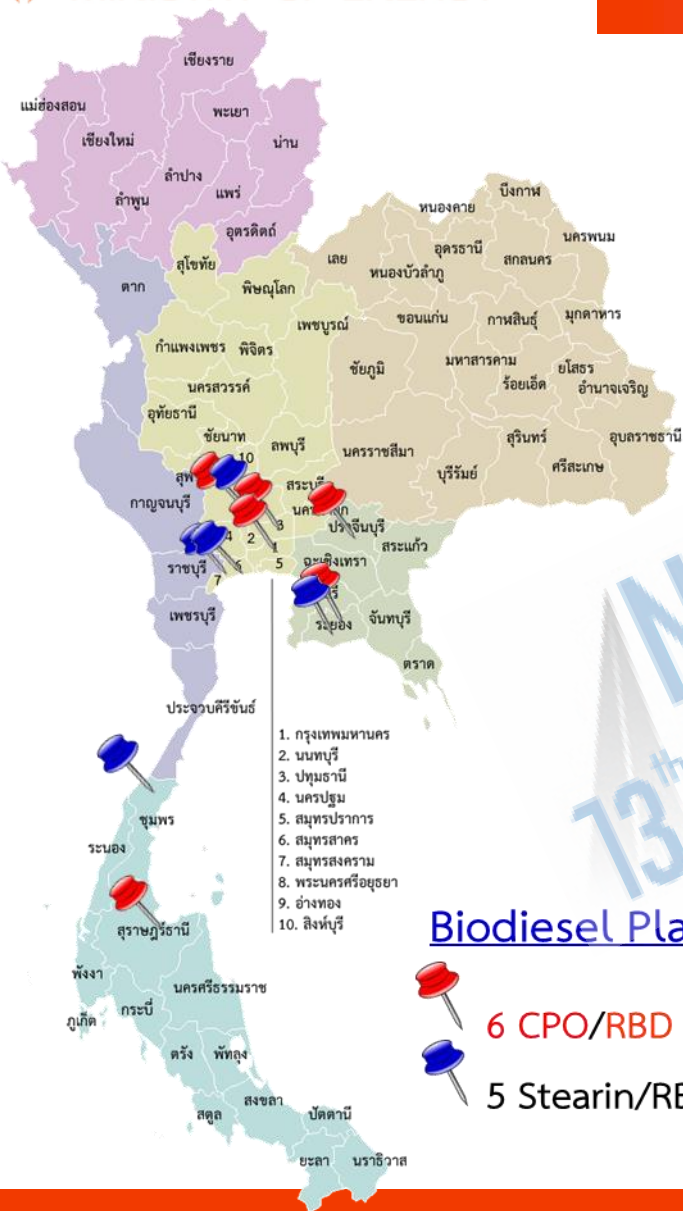 เชียงราย
แม่ฮ่องสอน
พะเยา
เชียงใหม่
น่าน
ลำปาง
แพร่
ลำพูน
อุตรดิตถ์
บึงกาฬ
หนองคาย
นครพนม
สุโขทัย
เลย
อุดรธานี
สกลนคร
หนองบัวลำภู
ตาก
พิษณุโลก
เพชรบูรณ์
ขอนแก่น
กาฬสินธุ์
มุกดาหาร
กำแพงเพชร
พิจิตร
ชัยภูมิ
มหาสารคาม
ยโสธร
ร้อยเอ็ด
อำนาจเจริญ
นครสวรรค์
อุทัยธานี
ชัยนาท
ลพบุรี
นครราชสีมา
สุรินทร์
อุบลราชธานี
บุรีรัมย์
ศรีสะเกษ
10
กาญจนบุรี
3
สระแก้ว
4
2
1
ราชบุรี
6
5
7
เพชรบุรี
ระยอง
จันทบุรี
ตราด
ประจวบคีรีขันธ์
1. กรุงเทพมหานคร
2. นนทบุรี
3. ปทุมธานี
4. นครปฐม
5. สมุทรปราการ
6. สมุทรสาคร
7. สมุทรสงคราม
8. พระนครศรีอยุธยา
9. อ่างทอง
10. สิงห์บุรี
13th
ชุมพร
ระนอง
สุราษฎร์ธานี
พังงา
นครศรีธรรมราช
ภูเก็ต
กระบี่
ตรัง
พัทลุง
สงขลา
สตูล
ปัตตานี
ยะลา
นราธิวาส
Biodiesel Pla
6 CPO/RBD
5 Stearin/RE